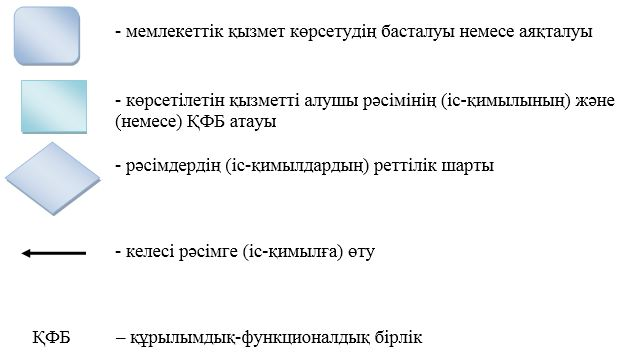 - мемлекеттік қызмет көрсетудің басталуы немесе аяқталуы
- көрсетілетін қызметті алушы рәсімінің (іс-қимылының) және
(немесе) ҚФБ атауы
- рәсімдердің (іс-қимылдардың) реттілік шарты
- келесі рәсімге (іс-қимылға) өту
ҚФБ – құрылымдық-функционалдық бірлік